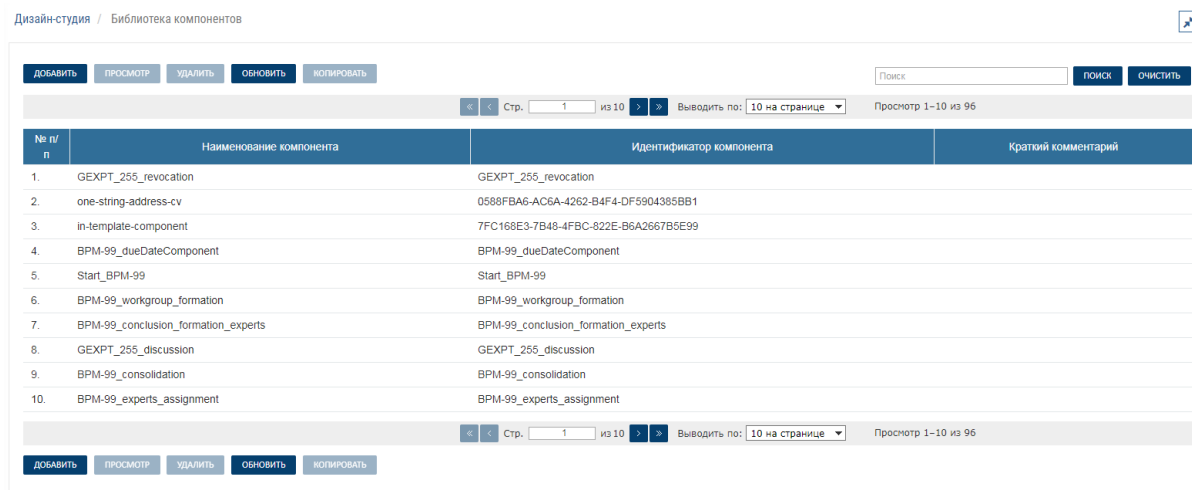 Дизайн-студия / Библиотека компонентов
ДОБАВИТЬ ПРОСМОТР УДАЛИТЬ ОБНОВИТЬ КОПИРОВАТЬ Поиск ПОИСК ОЧИСТИТЬ
« < Стр. 1 из 10 > » Выводить по: 10 на странице Просмотр 1–10 из 96
№ п/п Наименование компонента Идентификатор компонента Краткий комментарий
1. GEXPT_255_revocation GEXPT_255_revocation
2. one-string-address-cv 0588FBA6-AC6A-4262-B4F4-DF5904385BB1
3. in-template-component 7FC168E3-7B48-4FBC-822E-B6A2667B5E99
4. BPM-99_dueDateComponent BPM-99_dueDateComponent
5. Start_BPM-99 Start_BPM-99
6. BPM-99_workgroup_formation BPM-99_workgroup_formation
7. BPM-99_conclusion_formation_experts BPM-99_conclusion_formation_experts
8. GEXPT_255_discussion GEXPT_255_discussion
9. BPM-99_consolidation BPM-99_consolidation
10. BPM-99_experts_assignment BPM-99_experts_assignment
« < Стр. 1 из 10 > » Выводить по: 10 на странице Просмотр 1–10 из 96
ДОБАВИТЬ ПРОСМОТР УДАЛИТЬ ОБНОВИТЬ КОПИРОВАТЬ